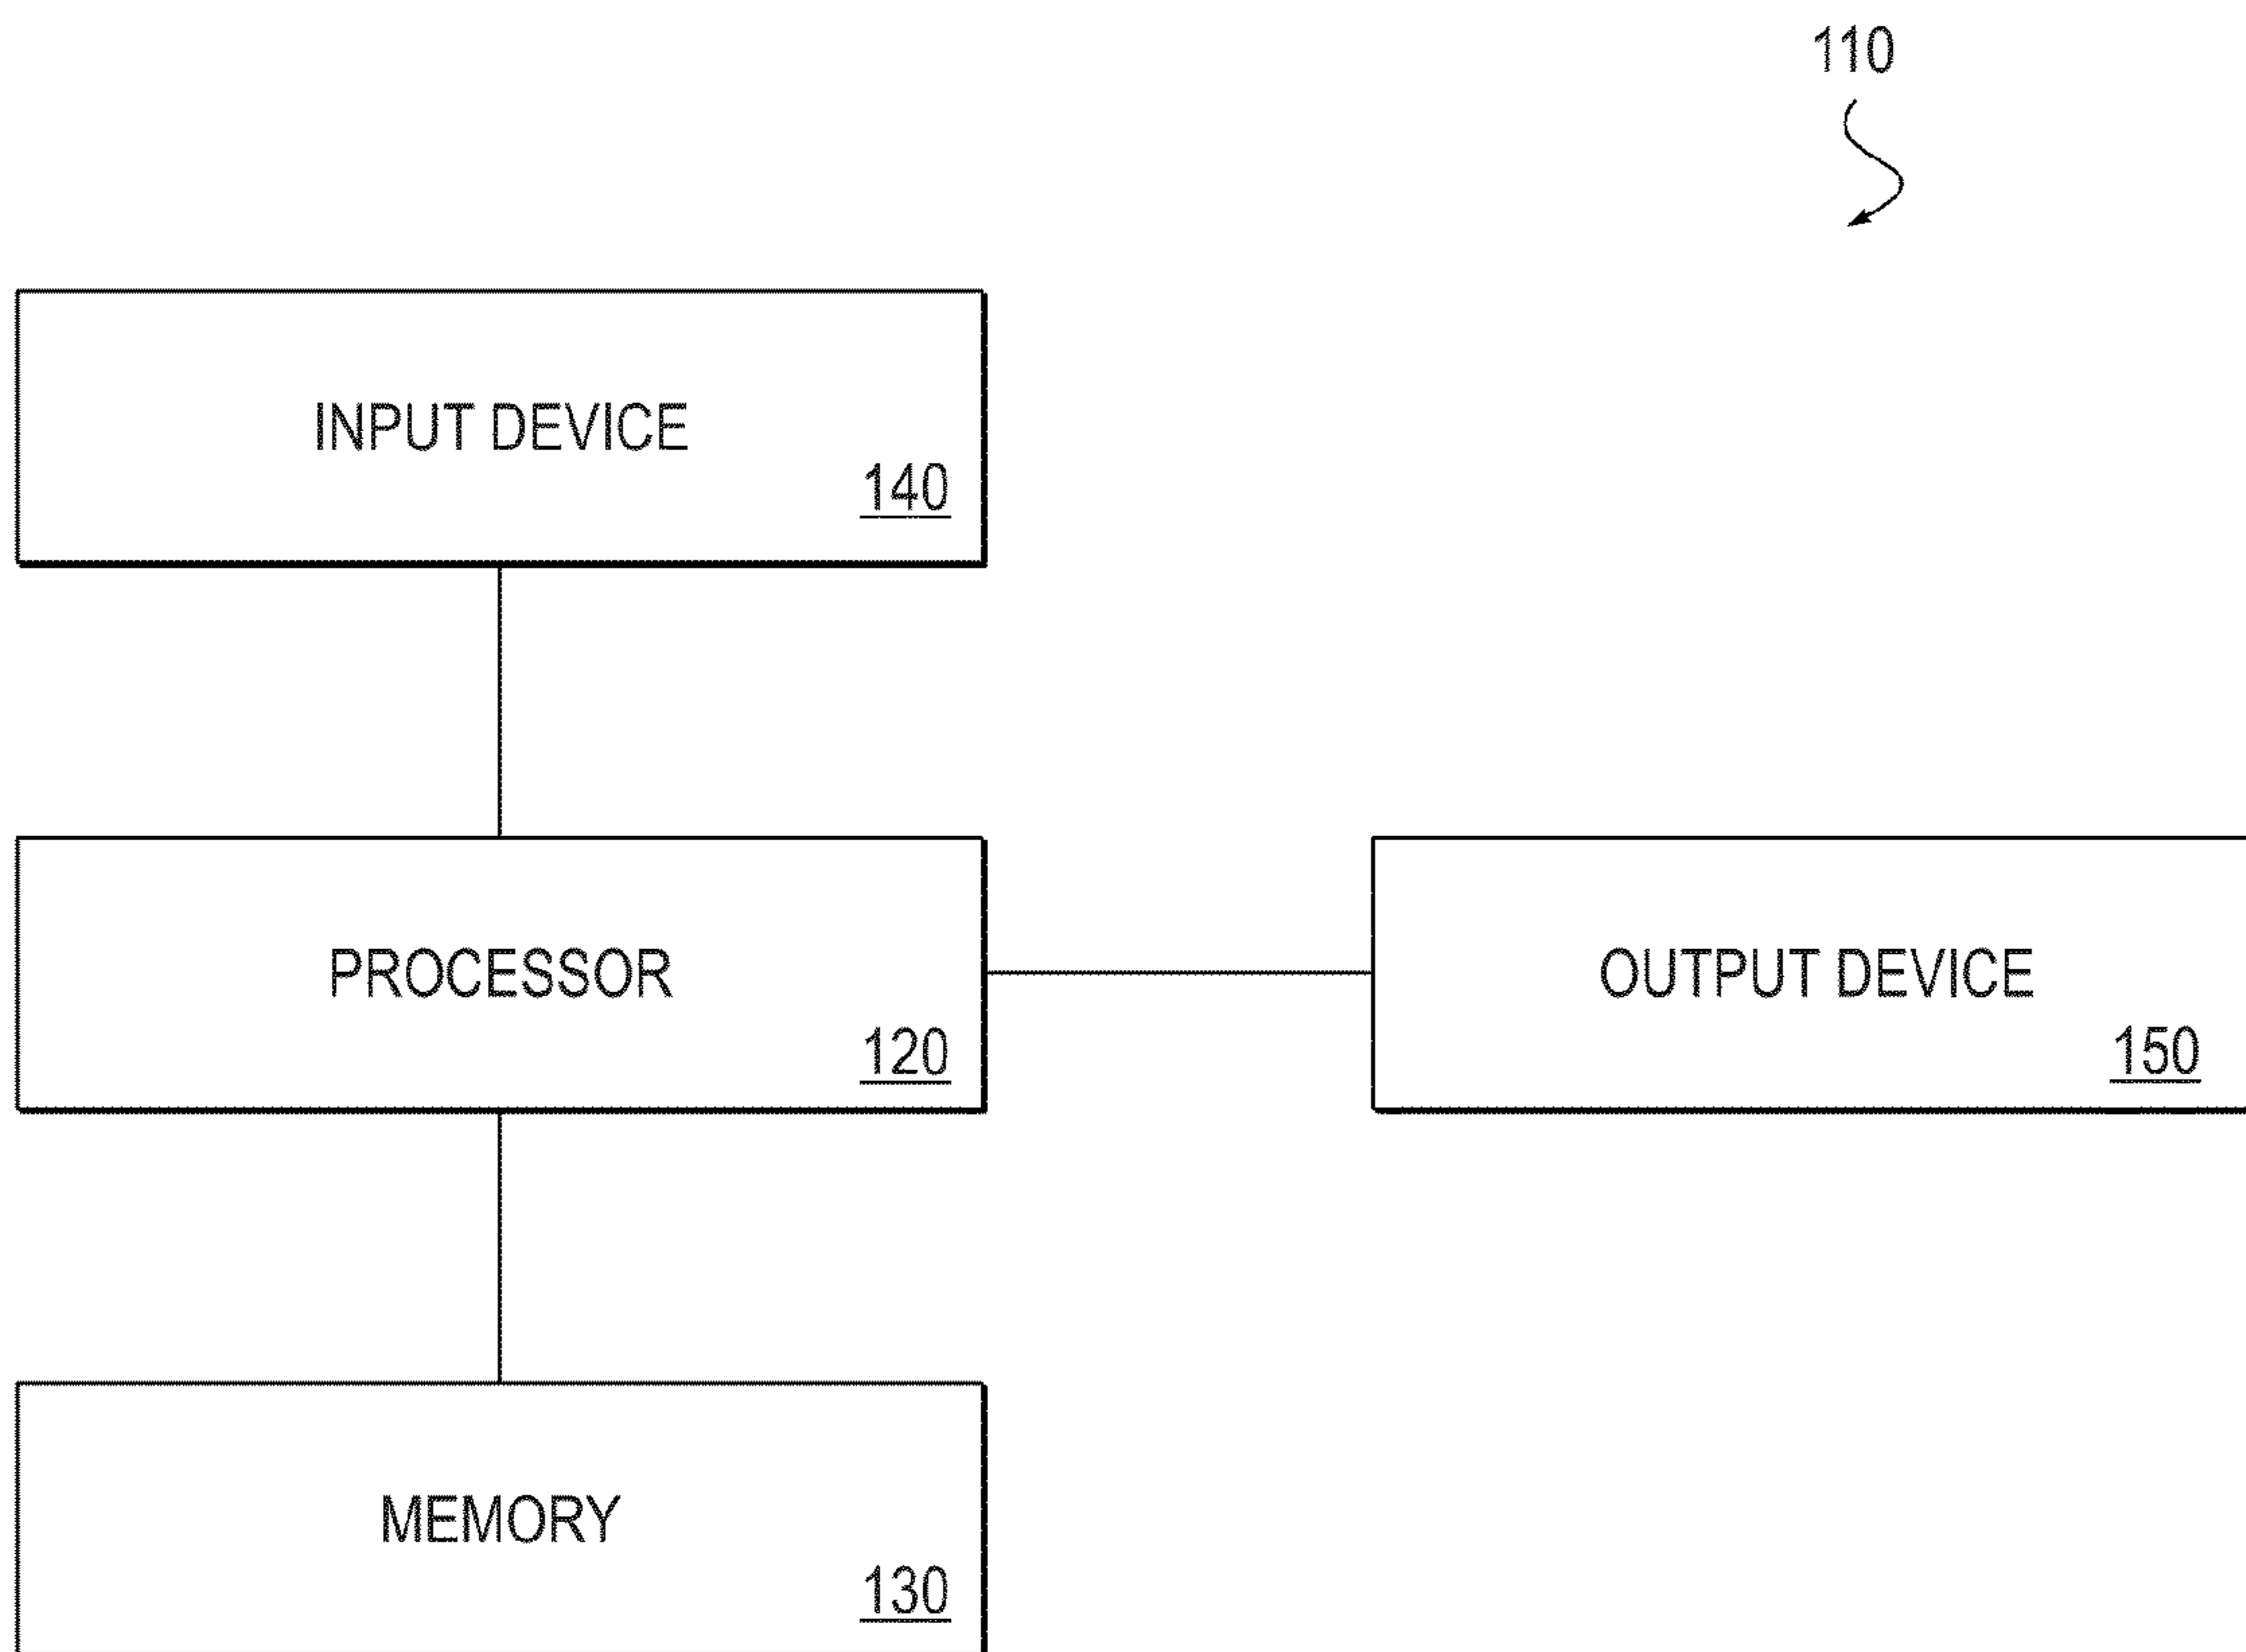 110
INPUT DEVICE
140
PROCESSOR
120
OUTPUT DEVICE
150
MEMORY
130